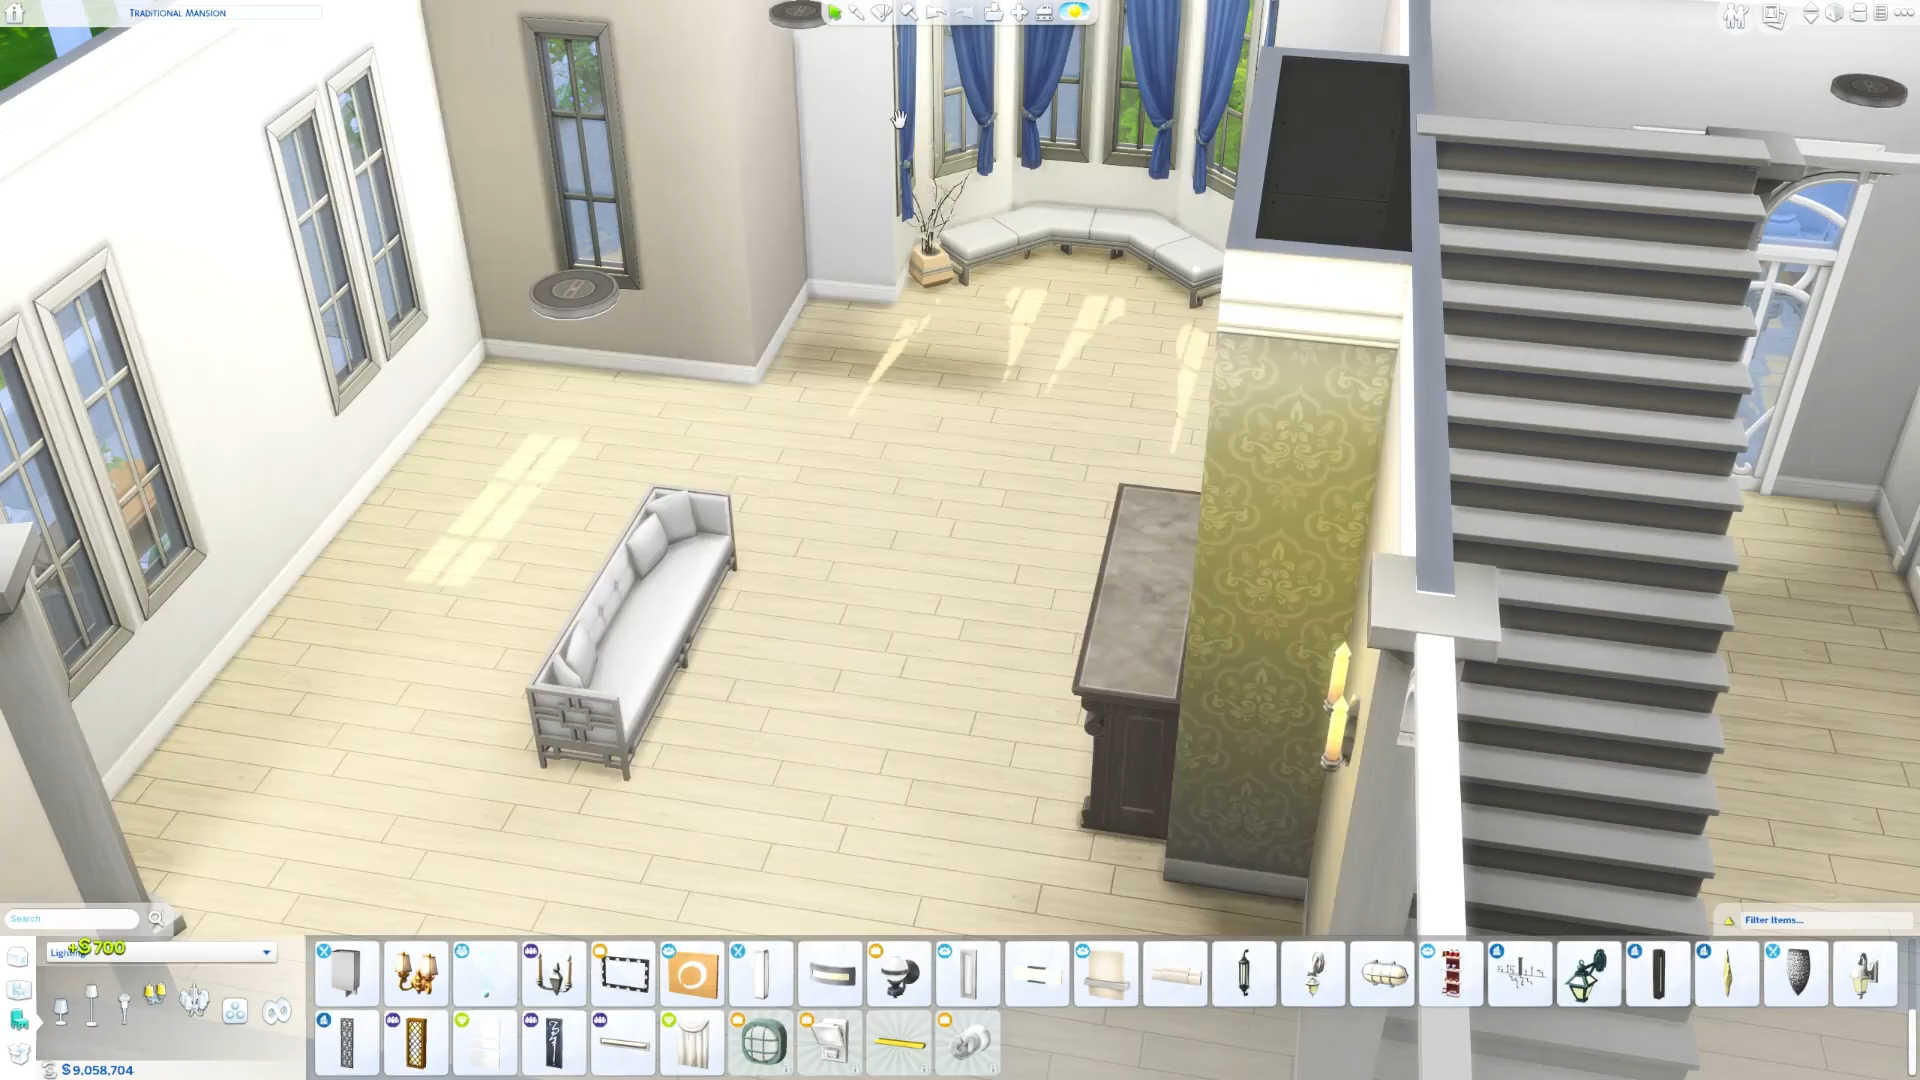 Traditional Mansion
Search
Filter Items...
+§700
Lighting
§9,058,704